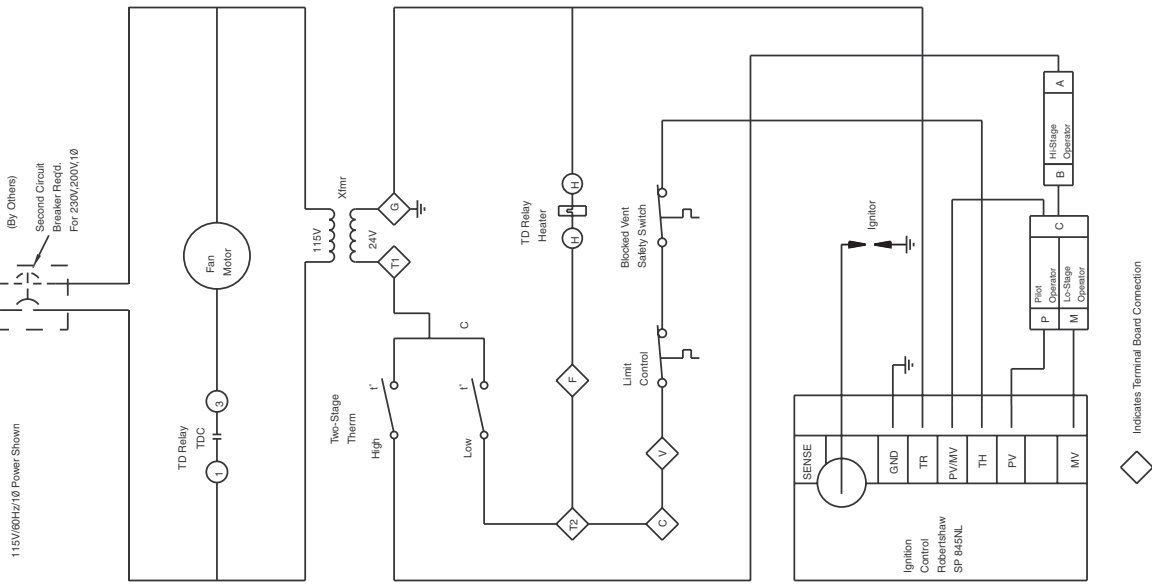 (By Others)
Second Circuit
Breaker Req'd.
For 230V,200V,1Ø
115V/60Hz/1Ø Power Shown
Fan
Motor
TD Relay
TDC
1
3
Xfmr
115V
24V
G
T1
C
Two-Stage
Therm
High
t°
Low
t°
TD Relay
Heater
H
H
F
T2
Blocked Vent
Safety Switch
Limit
Control
V
C
Ignitor
Hi-Stage
Operator
A
B
C
Pilot
Operator
Lo-Stage
Operator
P
M
SENSE
GND
TR
PV/MV
TH
PV
MV
Ignition
Control
Robertshaw
SP 845NL
Indicates Terminal Board Connection